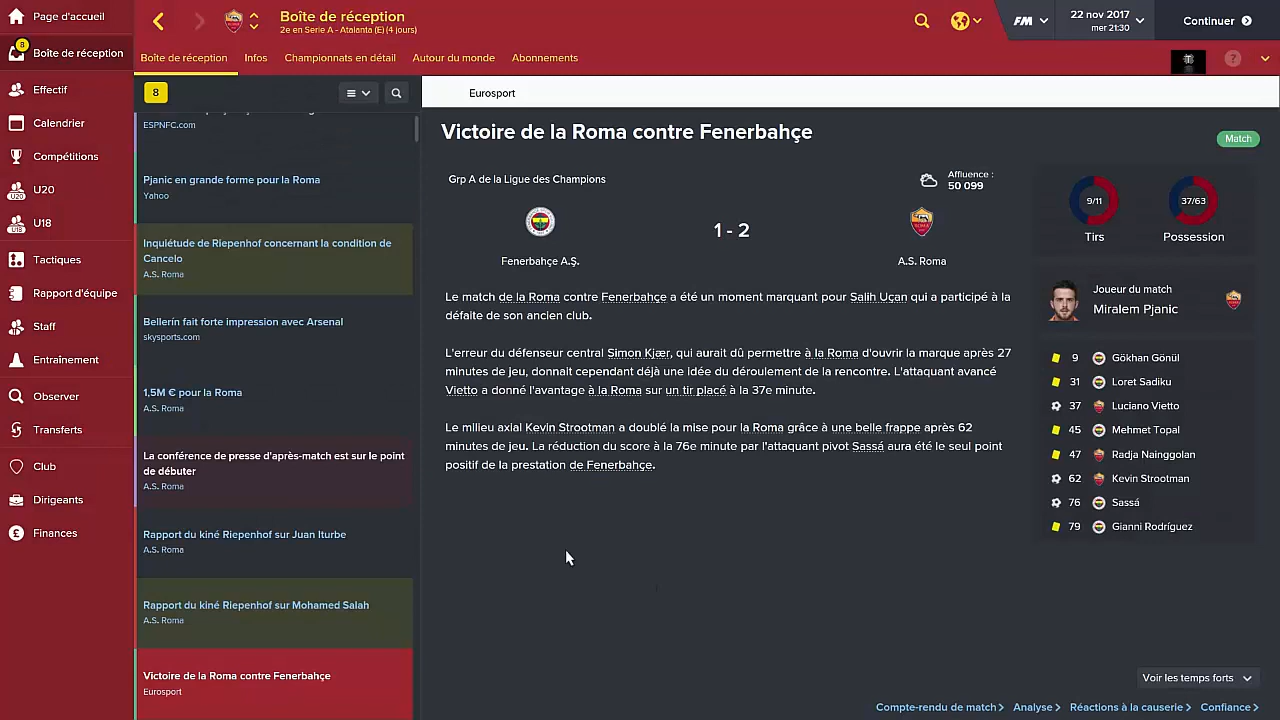 Page d'accueil
8
Boîte de réception
Effectif
Calendrier
Compétitions
U20
U20
U18
U18
Tactiques
Rapport d'équipe
Staff
Entraînement
Observer
Transferts
Club
Dirigeants
Finances
Boîte de réception
2e en Serie A - Atalanta (E) (4 jours)
FM
22 nov 2017
mer 21:30
Continuer
Boîte de réception
Infos
Championnats en détail
Autour du monde
Abonnements
8
ESPNFC.com
Pjanic en grande forme pour la Roma
Yahoo
Inquiétude de Riepenhof concernant la condition de
Cancelo
A.S. Roma
Bellerín fait forte impression avec Arsenal
skysports.com
1,5M € pour la Roma
A.S. Roma
La conférence de presse d'après-match est sur le point
de débuter
A.S. Roma
Rapport du kiné Riepenhof sur Juan Iturbe
A.S. Roma
Rapport du kiné Riepenhof sur Mohamed Salah
A.S. Roma
Victoire de la Roma contre Fenerbahçe
Eurosport
Eurosport
Victoire de la Roma contre Fenerbahçe
Match
Grp A de la Ligue des Champions
Affluence :
50 099
1 - 2
Fenerbahçe A.Ş.
A.S. Roma
Le match de la Roma contre Fenerbahçe a été un moment marquant pour Salih Uçan qui a participé à la
défaite de son ancien club.
L'erreur du défenseur central Simon Kjær, qui aurait dû permettre à la Roma d'ouvrir la marque après 27
minutes de jeu, donnait cependant déjà une idée du déroulement de la rencontre. L'attaquant avancé
Vietto a donné l'avantage à la Roma sur un tir placé à la 37e minute.
Le milieu axial Kevin Strootman a doublé la mise pour la Roma grâce à une belle frappe après 62
minutes de jeu. La réduction du score à la 76e minute par l'attaquant pivot Sassá aura été le seul point
positif de la prestation de Fenerbahçe.
9/11
37/63
Tirs
Possession
Joueur du match
Miralem Pjanic
9 Gökhan Gönül
31 Loret Sadiku
37 Luciano Vietto
45 Mehmet Topal
47 Radja Nainggolan
62 Kevin Strootman
76 Sassá
79 Gianni Rodríguez
Voir les temps forts
Compte-rendu de match
Analyse
Réactions à la causerie
Confiance